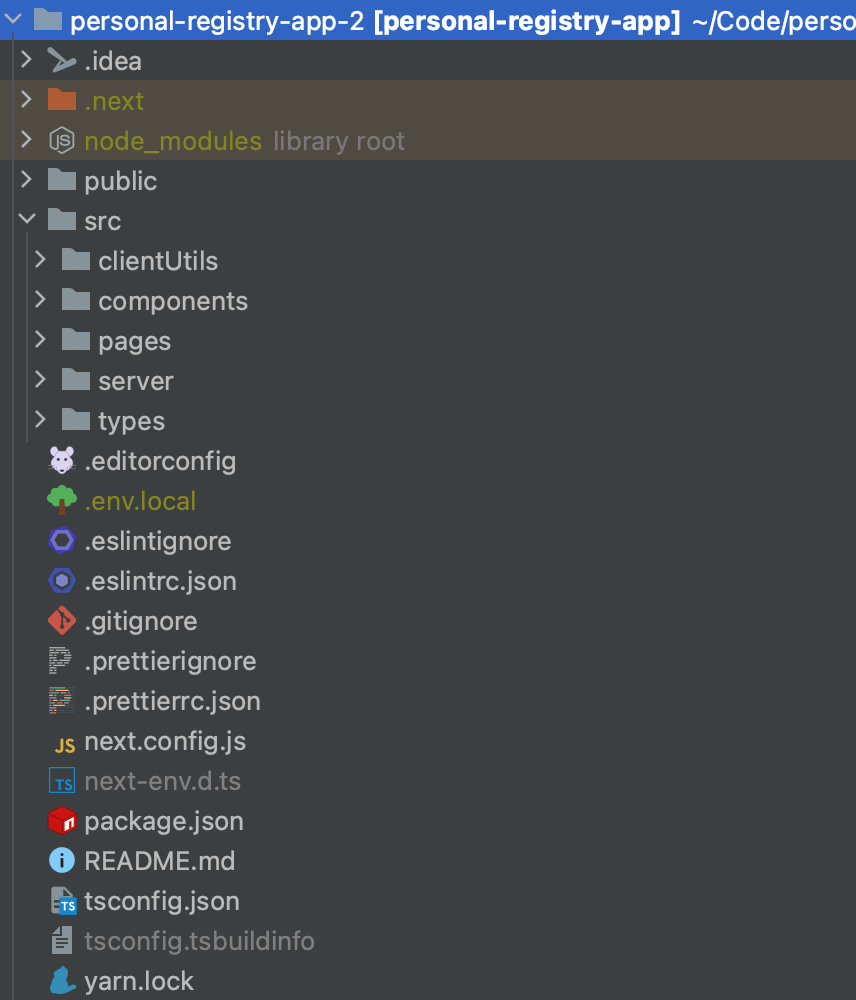 personal-registry-app-2 [personal-registry-app] ~/Code/perso
.idea
.next
node_modules library root
public
src
clientUtils
components
pages
server
types
.editorconfig
.env.local
.eslintignore
.eslintrc.json
.gitignore
.prettierignore
.prettierrc.json
JS next.config.js
TS next-env.d.ts
package.json
README.md
TS tsconfig.json
tsconfig.tsbuildinfo
yarn.lock